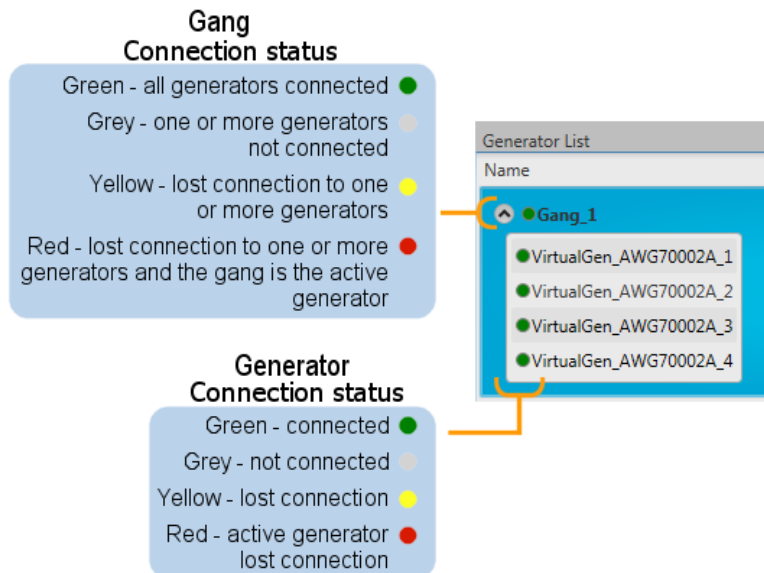 Gang
Connection status
Green - all generators connected
Grey - one or more generators
not connected
Yellow - lost connection to one
or more generators
Red - lost connection to one or more
generators and the gang is the active
generator
Generator List
Name
Gang_1
VirtualGen_AWG70002A_1
VirtualGen_AWG70002A_2
VirtualGen_AWG70002A_3
VirtualGen_AWG70002A_4
Generator
Connection status
Green - connected
Grey - not connected
Yellow - lost connection
Red - active generator
lost connection